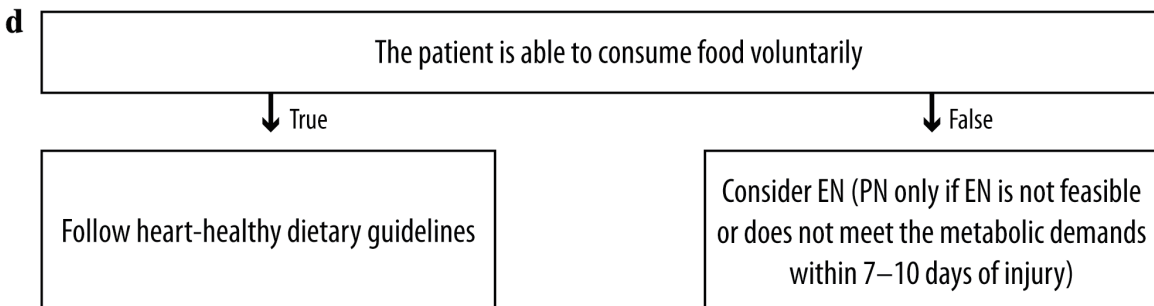 d
The patient is able to consume food voluntarily
True
False
Follow heart-healthy dietary guidelines
Consider EN (PN only if EN is not feasible
or does not meet the metabolic demands
within 7–10 days of injury)